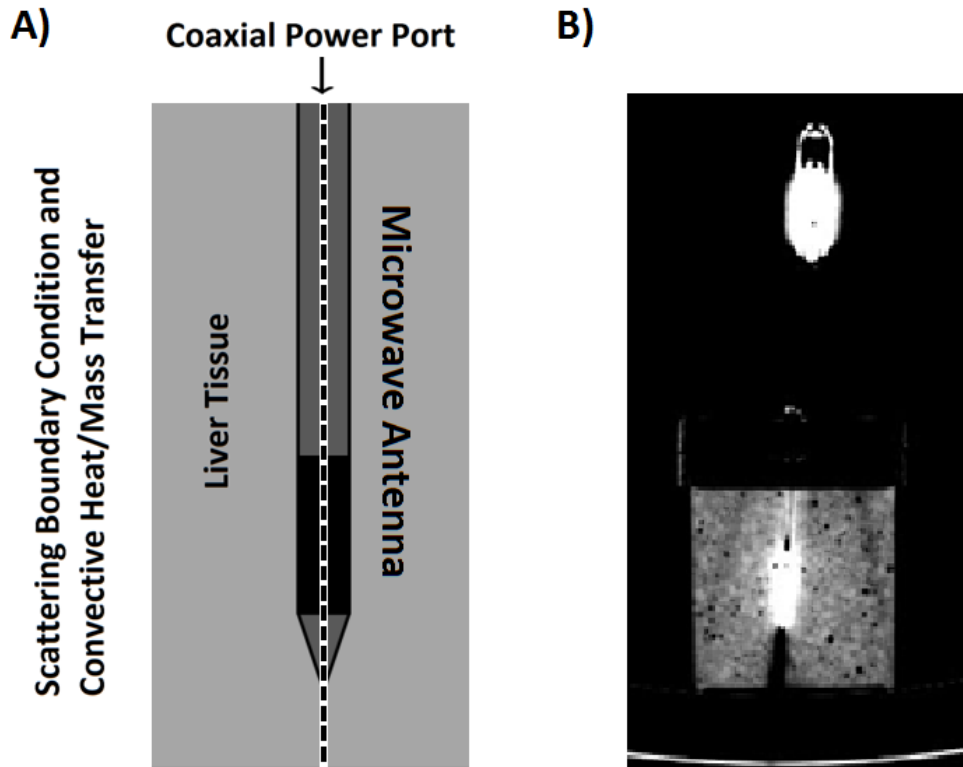 A)
Coaxial Power Port
Scattering Boundary Condition and
Convective Heat/Mass Transfer
Liver Tissue
Microwave Antenna
B)